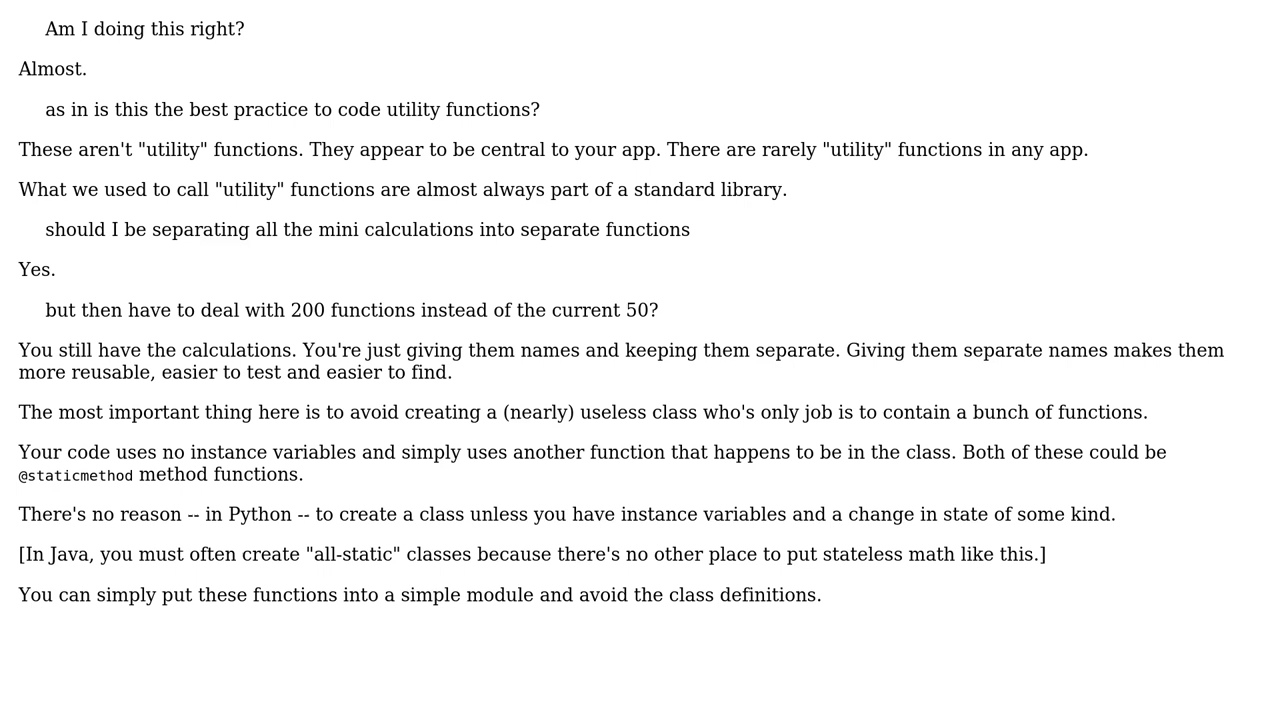 Am I doing this right?
Almost.
as in is this the best practice to code utility functions?
These aren't "utility" functions. They appear to be central to your app. There are rarely "utility" functions in any app.
What we used to call "utility" functions are almost always part of a standard library.
should I be separating all the mini calculations into separate functions
Yes.
but then have to deal with 200 functions instead of the current 50?
You still have the calculations. You're just giving them names and keeping them separate. Giving them separate names makes them
more reusable, easier to test and easier to find.
The most important thing here is to avoid creating a (nearly) useless class who's only job is to contain a bunch of functions.
Your code uses no instance variables and simply uses another function that happens to be in the class. Both of these could be
@staticmethod method functions.
There's no reason -- in Python -- to create a class unless you have instance variables and a change in state of some kind.
[In Java, you must often create "all-static" classes because there's no other place to put stateless math like this.]
You can simply put these functions into a simple module and avoid the class definitions.